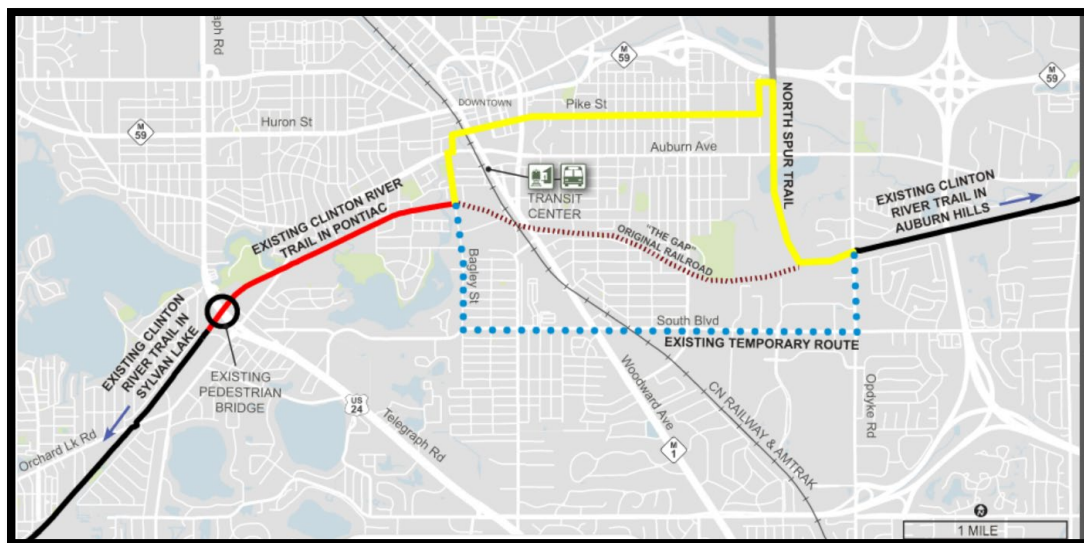 aph Rd
M
59
M
59
M
59
DOWNTOWN
Pike St
Huron St
Auburn Ave
NORTH SPUR TRAIL
TRANSIT
CENTER
EXISTING CLINTON RIVER
TRAIL IN PONTIAC
EXISTING CLINTON
RIVER TRAIL IN
AUBURN HILLS
"THE GAP"
ORIGINAL RAILROAD
Bagley St
South Blvd
EXISTING TEMPORARY ROUTE
EXISTING CLINTON
RIVER TRAIL IN
SYLVAN LAKE
EXISTING
PEDESTRIAN
BRIDGE
US
24
Telegraph Rd
Woodward Ave
M
1
CN RAILWAY & AMTRAK
Opdyke Rd
Orchard Lk Rd
1 MILE